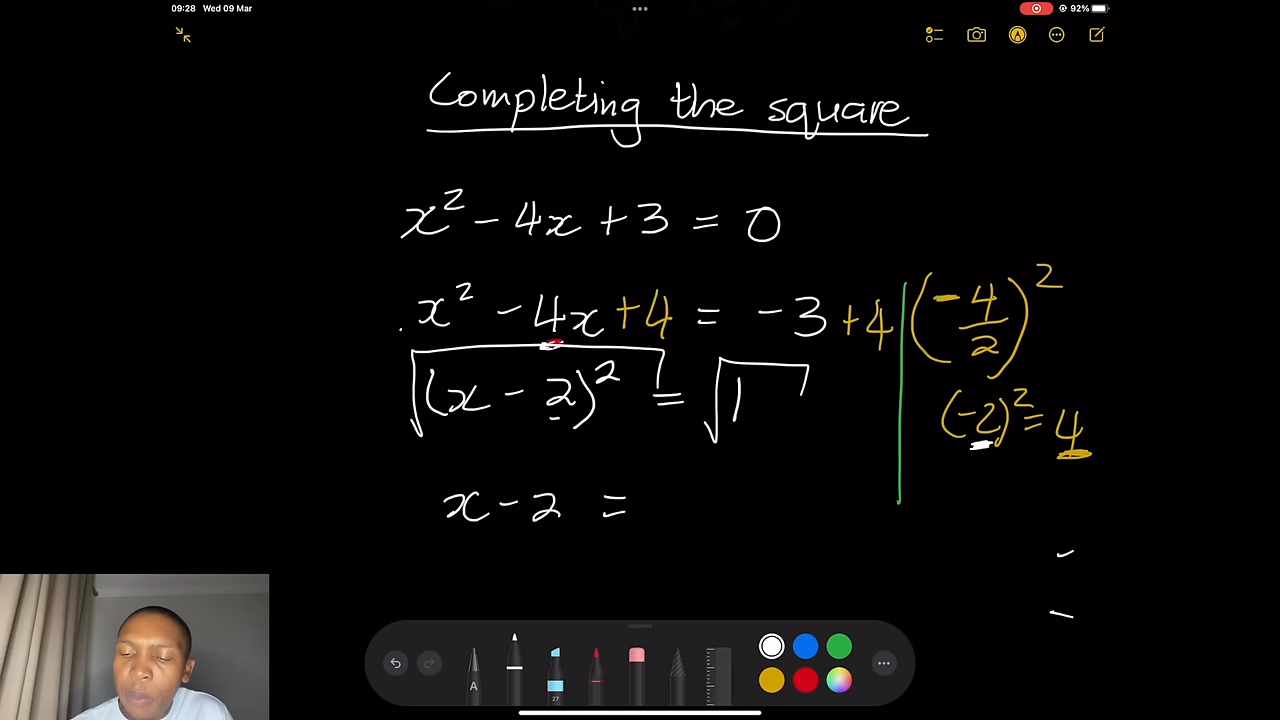 09:28 Wed 09 Mar
92%
Completing the square
x² - 4x + 3 = 0
x² - 4x + 4 = -3 + 4
(-4/2)²
√(x - 2)² = √1
(-2)² = 4
x - 2 =
A
27